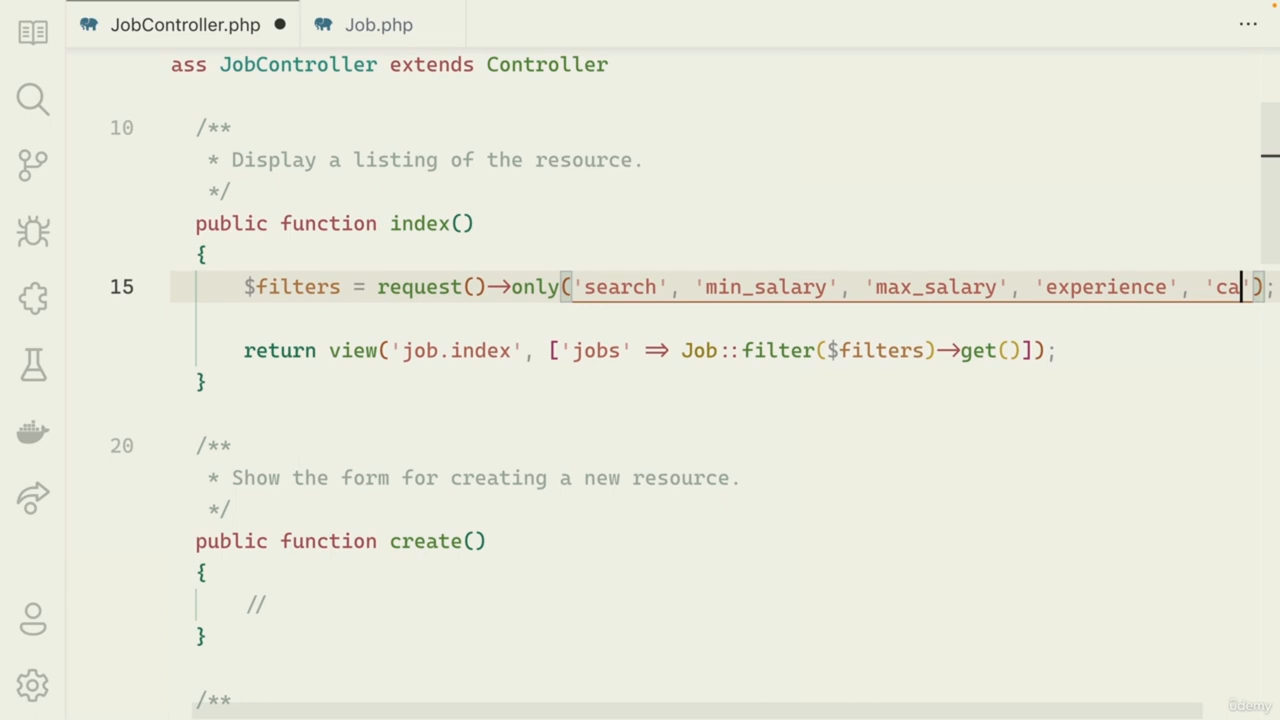 JobController.php
Job.php
ass JobController extends Controller
10 /**
* Display a listing of the resource.
*/
public function index()
{
15 $filters = request()->only('search', 'min_salary', 'max_salary', 'experience', 'ca');
return view('job.index', ['jobs' => Job::filter($filters)->get()]);
}
20 /**
* Show the form for creating a new resource.
*/
public function create()
{
//
}
/**
ûdemy